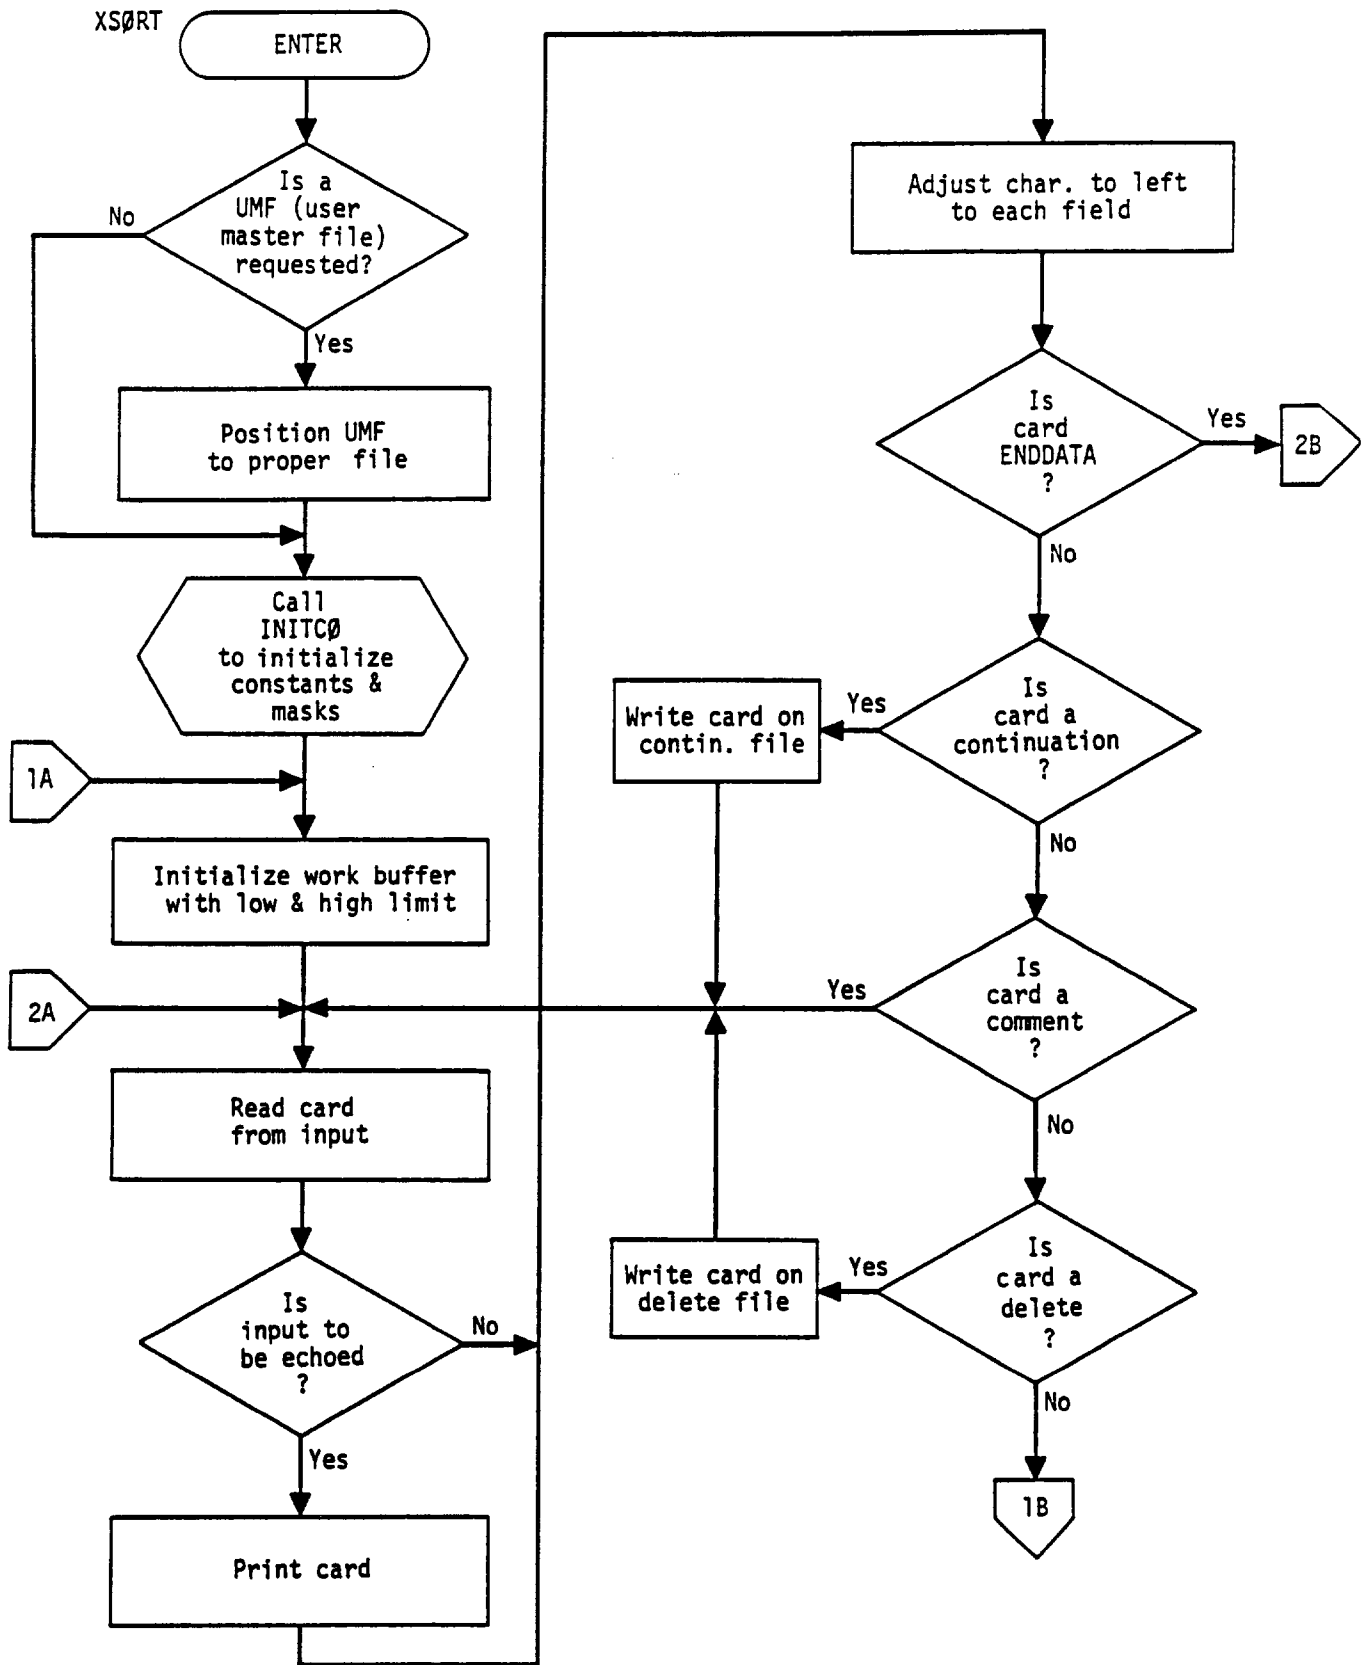 XSØRT
ENTER
Is a
UMF (user
master file)
requested?
No
Yes
Position UMF
to proper file
Call
INITCØ
to initialize
constants &
masks
1A
Initialize work buffer
with low & high limit
2A
Read card
from input
Is
input to
be echoed
?
No
Yes
Print card
Adjust char. to left
to each field
Is
card
ENDDATA
?
Yes
2B
No
Is
card a
continuation
?
Yes
Write card on
contin. file
No
Is
card a
comment
?
Yes
No
Is
card a
delete
?
Yes
Write card on
delete file
No
1B